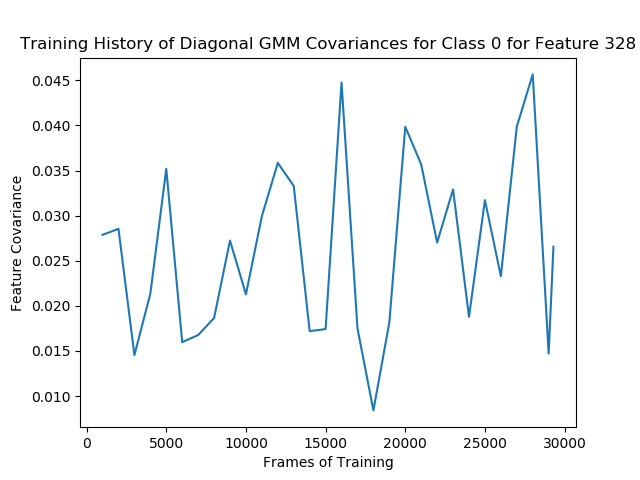 Training History of Diagonal GMM Covariances for Class 0 for Feature 328
0.045
0.040
0.035
0.030
0.025
0.020
0.015
0.010
Feature Covariance
0 5000 10000 15000 20000 25000 30000
Frames of Training